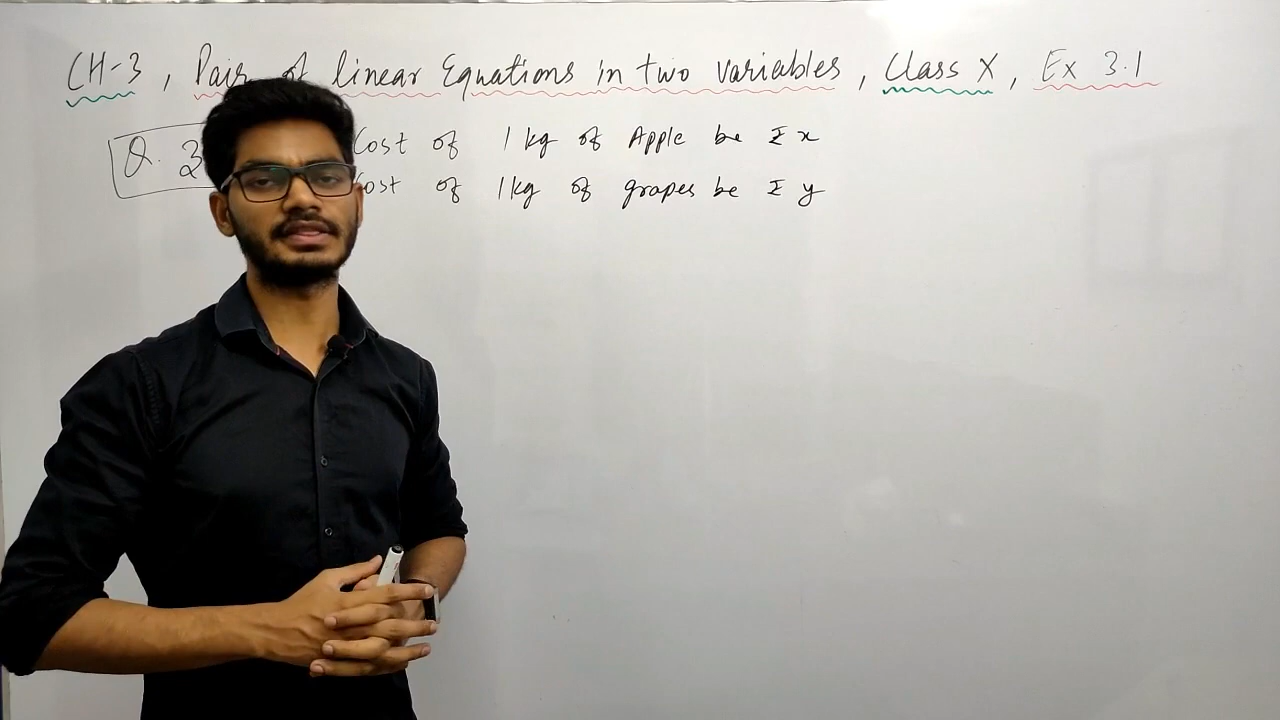 CH-3, Pair of linear Equations in two variables, Class X, Ex 3.1
Q. 3 Cost of 1 kg of Apple be ₹ x
Cost of 1 kg of grapes be ₹ y